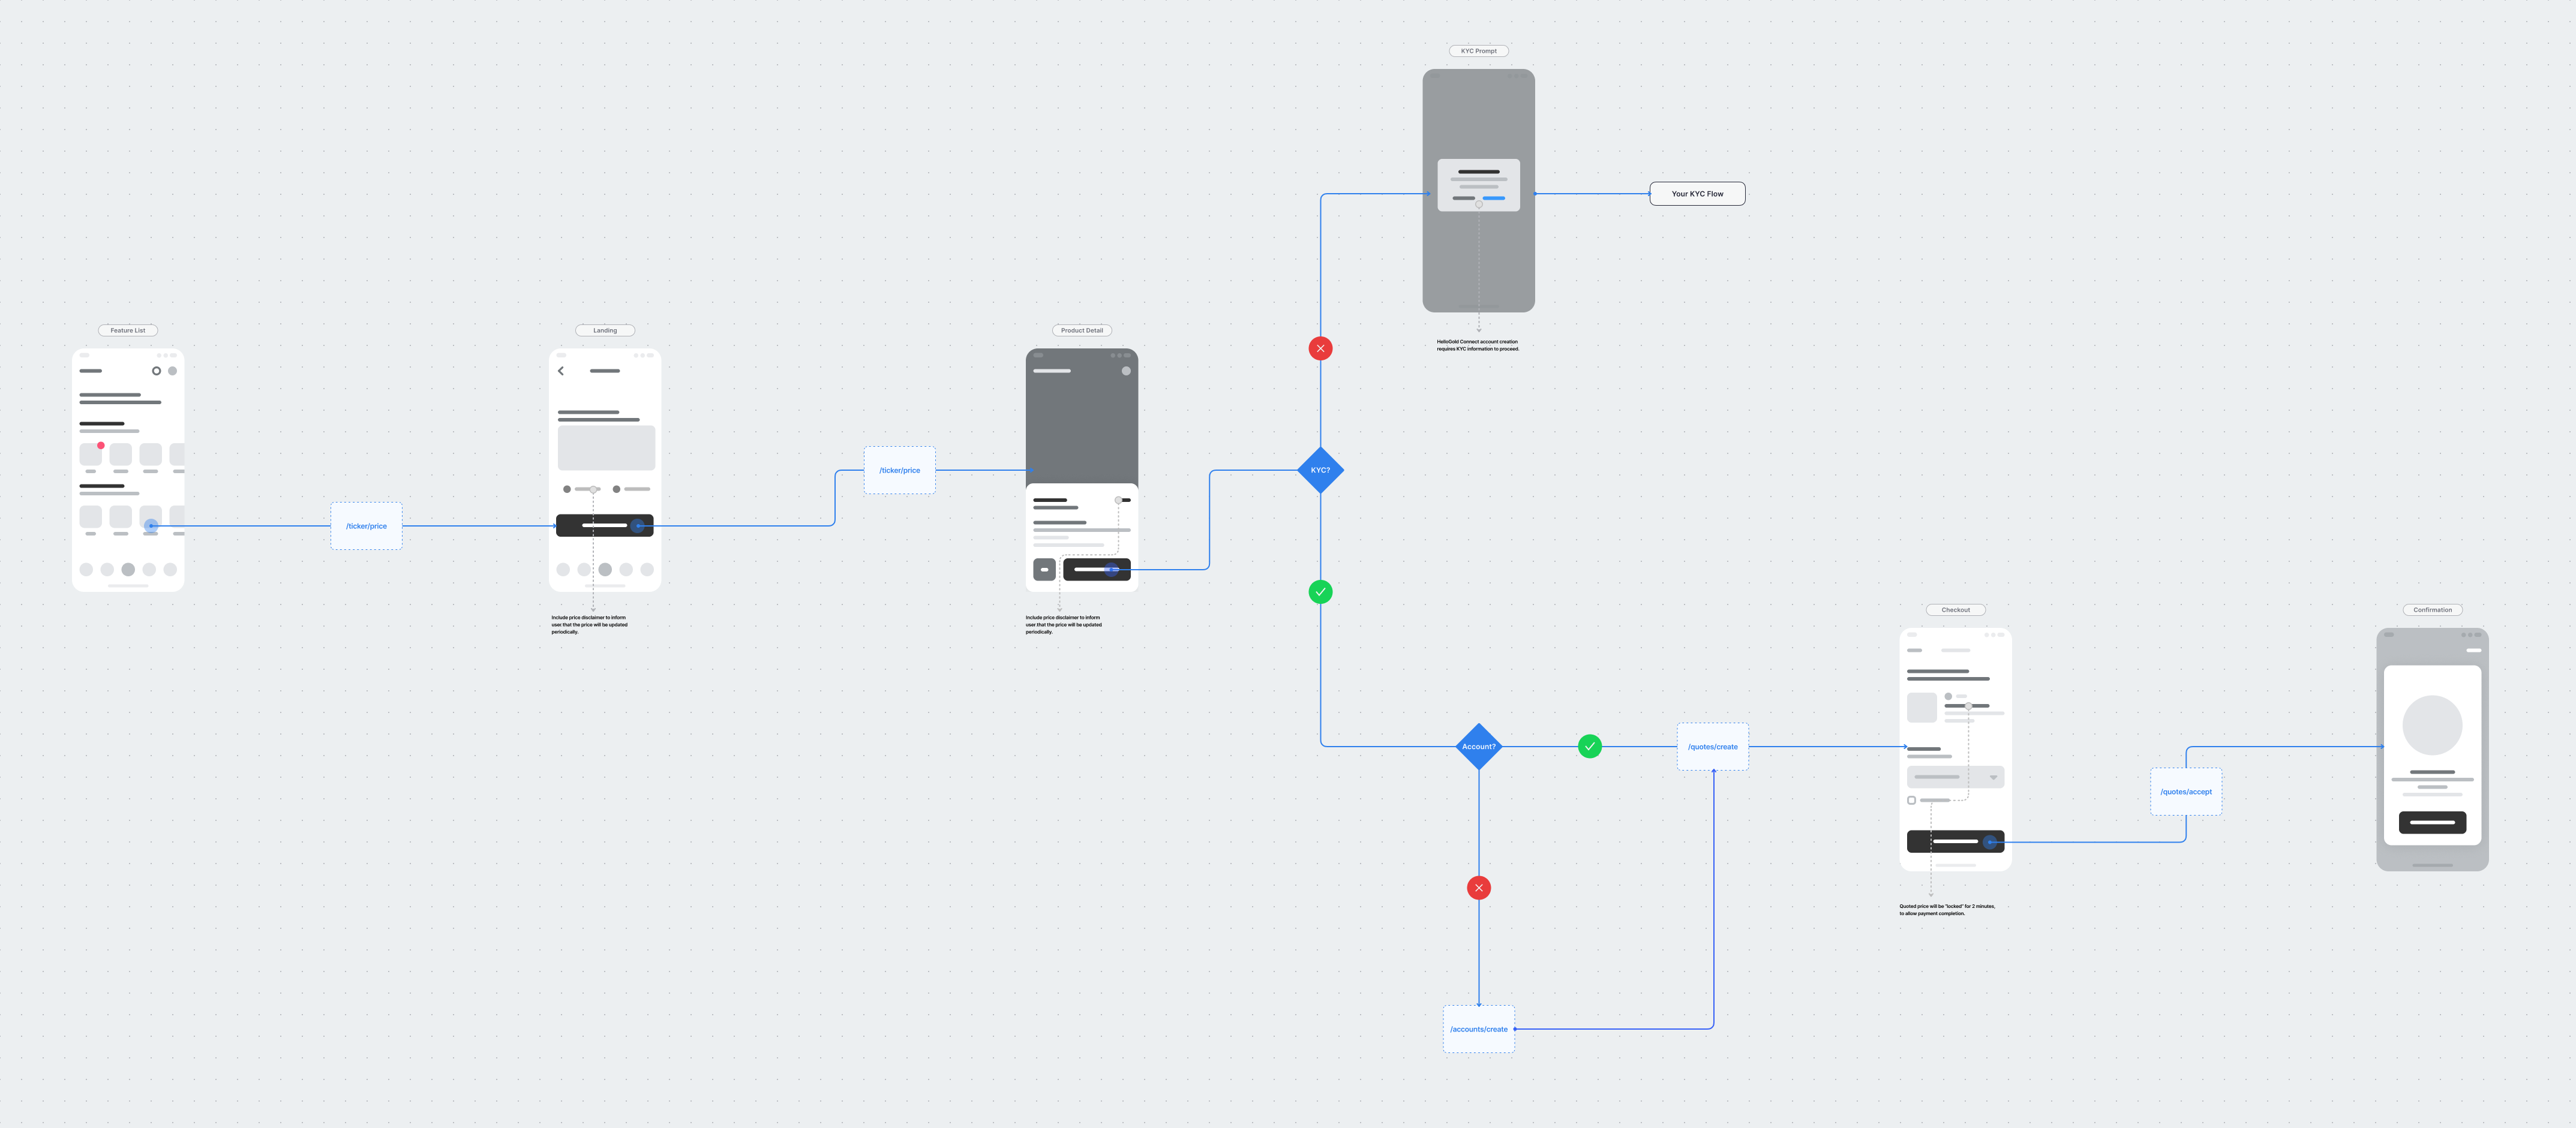 KYC Prompt
Your KYC Flow
HelloGold Connect account creation
requires KYC information to proceed.
Feature List
Landing
Product Detail
/ticker/price
/ticker/price
KYC?
Include price disclaimer to inform
user that the price will be updated
periodically.
Include price disclaimer to inform
user that the price will be updated
periodically.
Checkout
Confirmation
Account?
/quotes/create
/quotes/accept
Quoted price will be "locked" for 2 minutes,
to allow payment completion.
/accounts/create